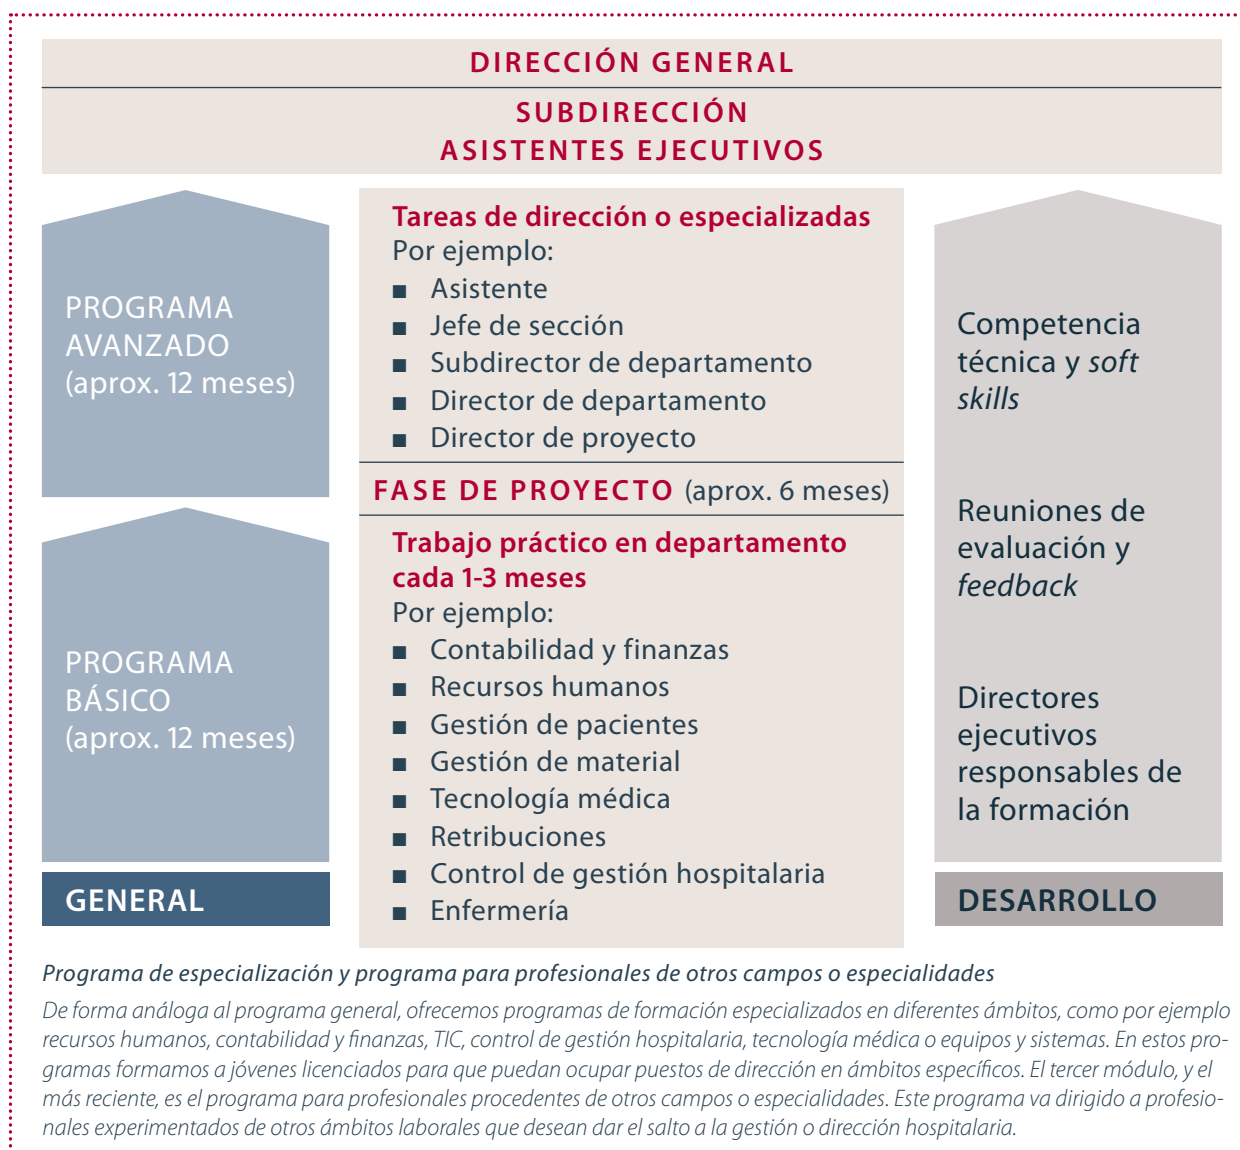 DIRECCIÓN GENERAL
SUBDIRECCIÓN
ASISTENTES EJECUTIVOS
PROGRAMA
AVANZADO
(aprox. 12 meses)
PROGRAMA
BÁSICO
(aprox. 12 meses)
GENERAL
Tareas de dirección o especializadas
Por ejemplo:
■ Asistente
■ Jefe de sección
■ Subdirector de departamento
■ Director de departamento
■ Director de proyecto
FASE DE PROYECTO (aprox. 6 meses)
Trabajo práctico en departamento
cada 1-3 meses
Por ejemplo:
■ Contabilidad y finanzas
■ Recursos humanos
■ Gestión de pacientes
■ Gestión de material
■ Tecnología médica
■ Retribuciones
■ Control de gestión hospitalaria
■ Enfermería
Competencia
técnica y soft
skills
Reuniones de
evaluación y
feedback
Directores
ejecutivos
responsables de
la formación
DESARROLLO
Programa de especialización y programa para profesionales de otros campos o especialidades
De forma análoga al programa general, ofrecemos programas de formación especializados en diferentes ámbitos, como por ejemplo
recursos humanos, contabilidad y finanzas, TIC, control de gestión hospitalaria, tecnología médica o equipos y sistemas. En estos pro-
gramas formamos a jóvenes licenciados para que puedan ocupar puestos de dirección en ámbitos específicos. El tercer módulo, y el
más reciente, es el programa para profesionales procedentes de otros campos o especialidades. Este programa va dirigido a profesio-
nales experimentados de otros ámbitos laborales que desean dar el salto a la gestión o dirección hospitalaria.